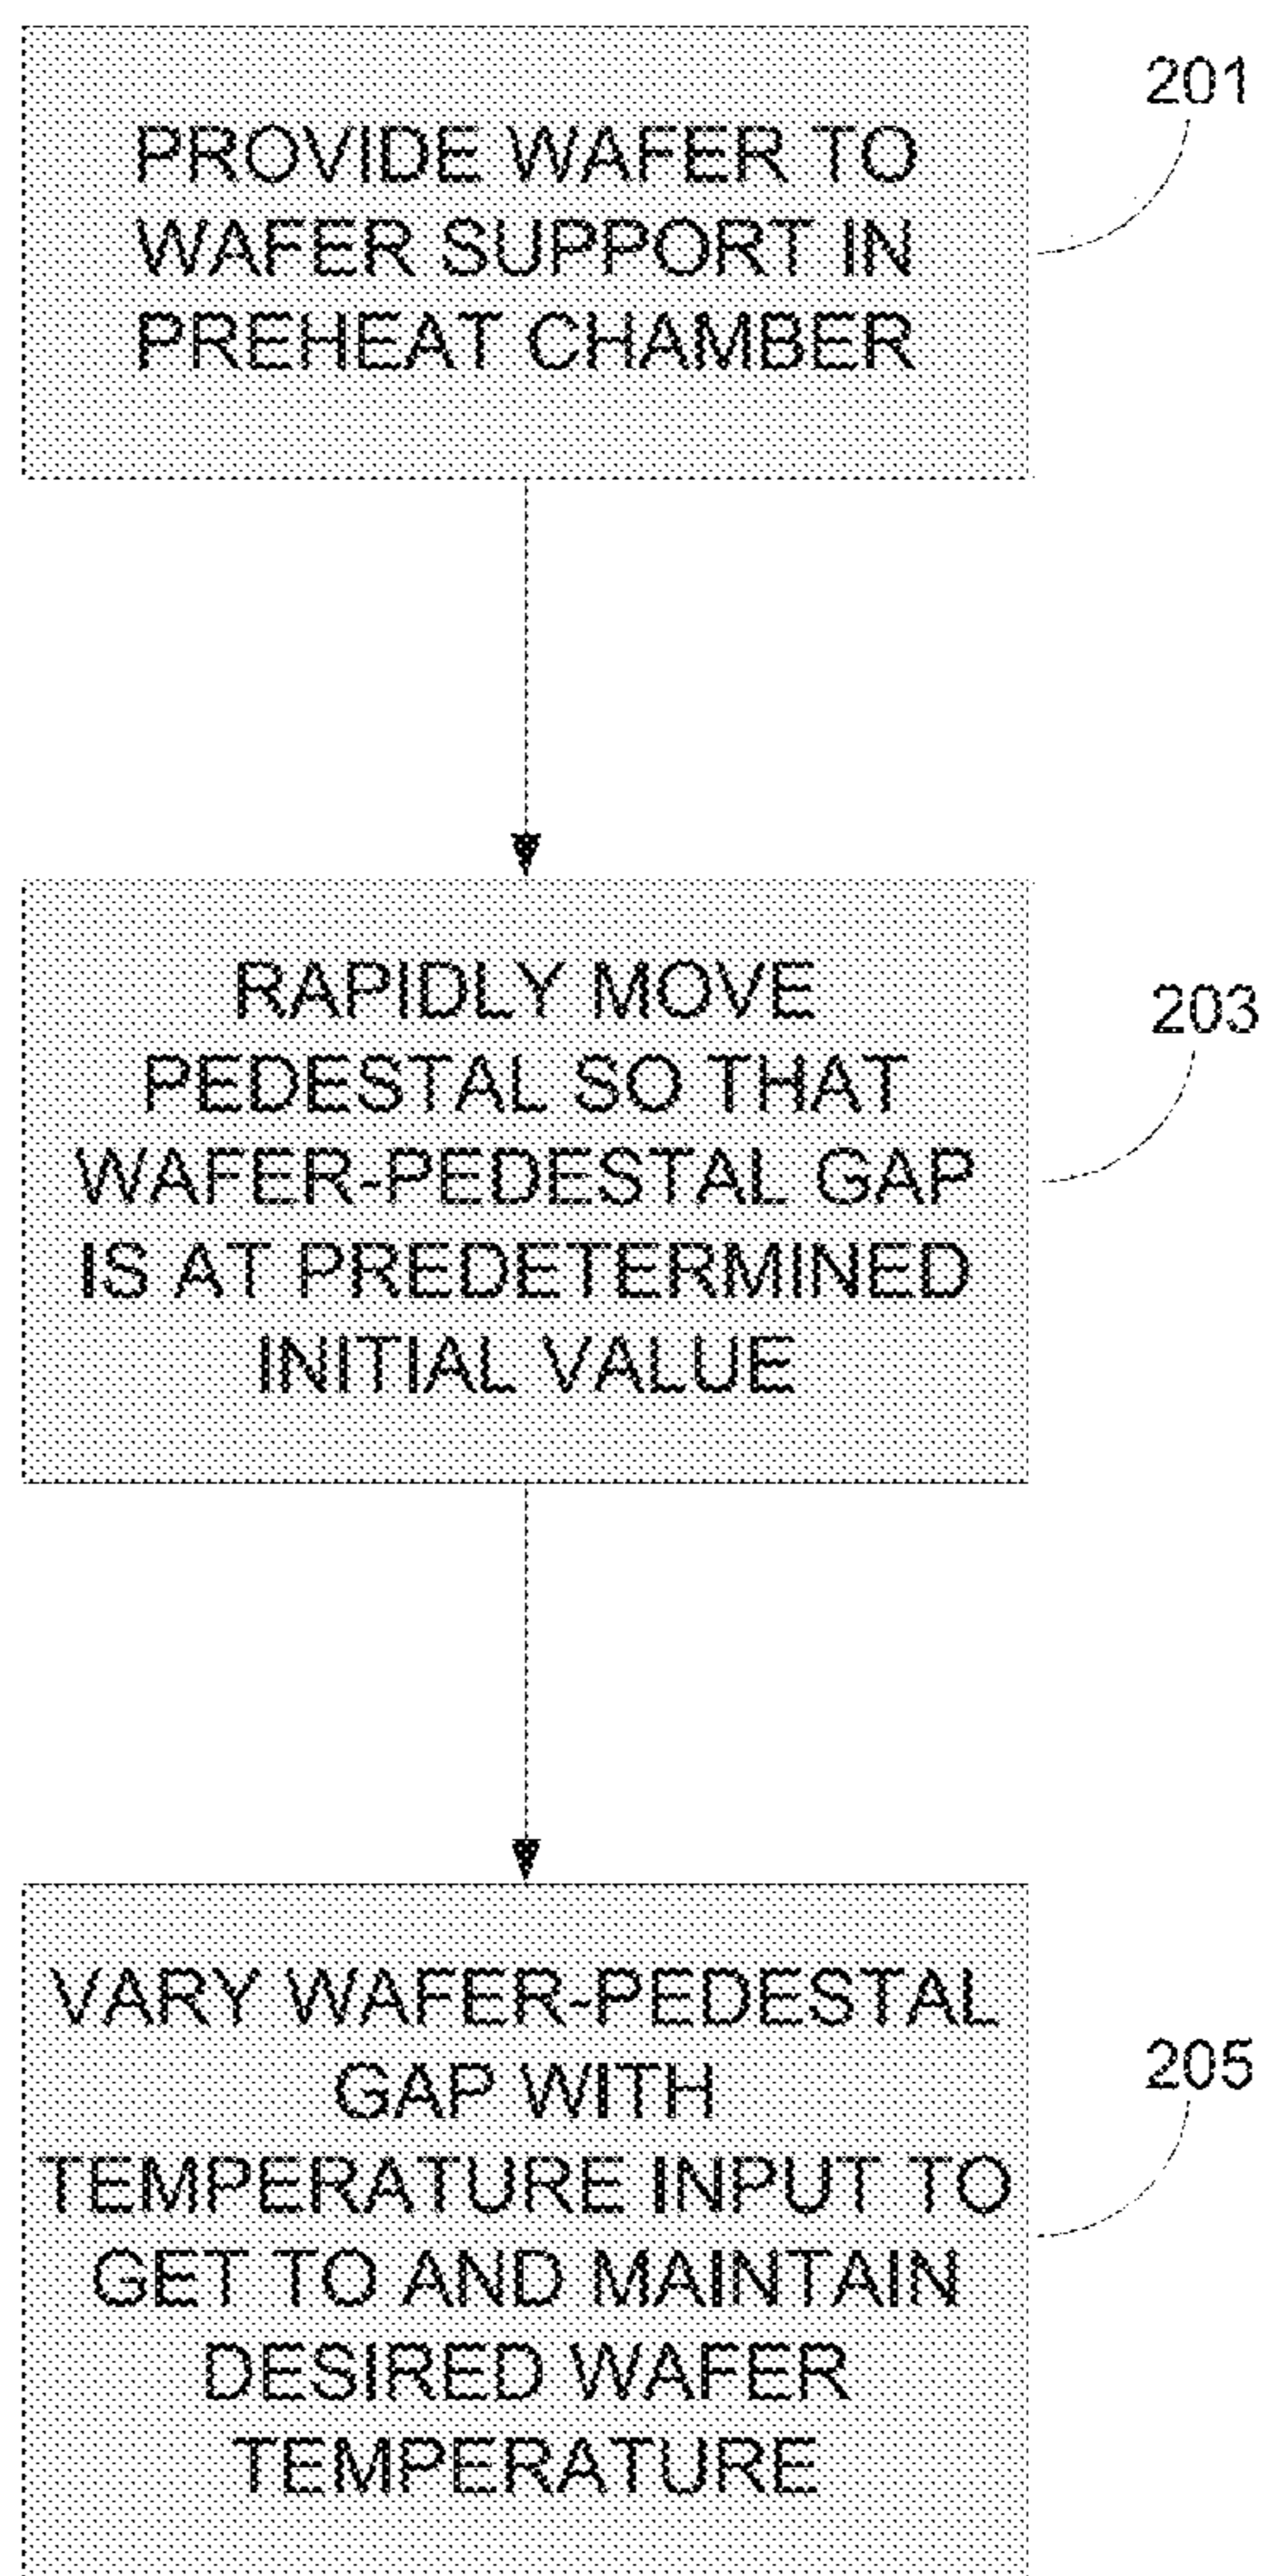 PROVIDE WAFER TO
WAFER SUPPORT IN
PREHEAT CHAMBER
201
RAPIDLY MOVE
PEDESTAL SO THAT
WAFER-PEDESTAL GAP
IS AT PREDETERMINED
INITIAL VALUE
203
VARY WAFER-PEDESTAL
GAP WITH
TEMPERATURE INPUT TO
GET TO AND MAINTAIN
DESIRED WAFER
TEMPERATURE
205